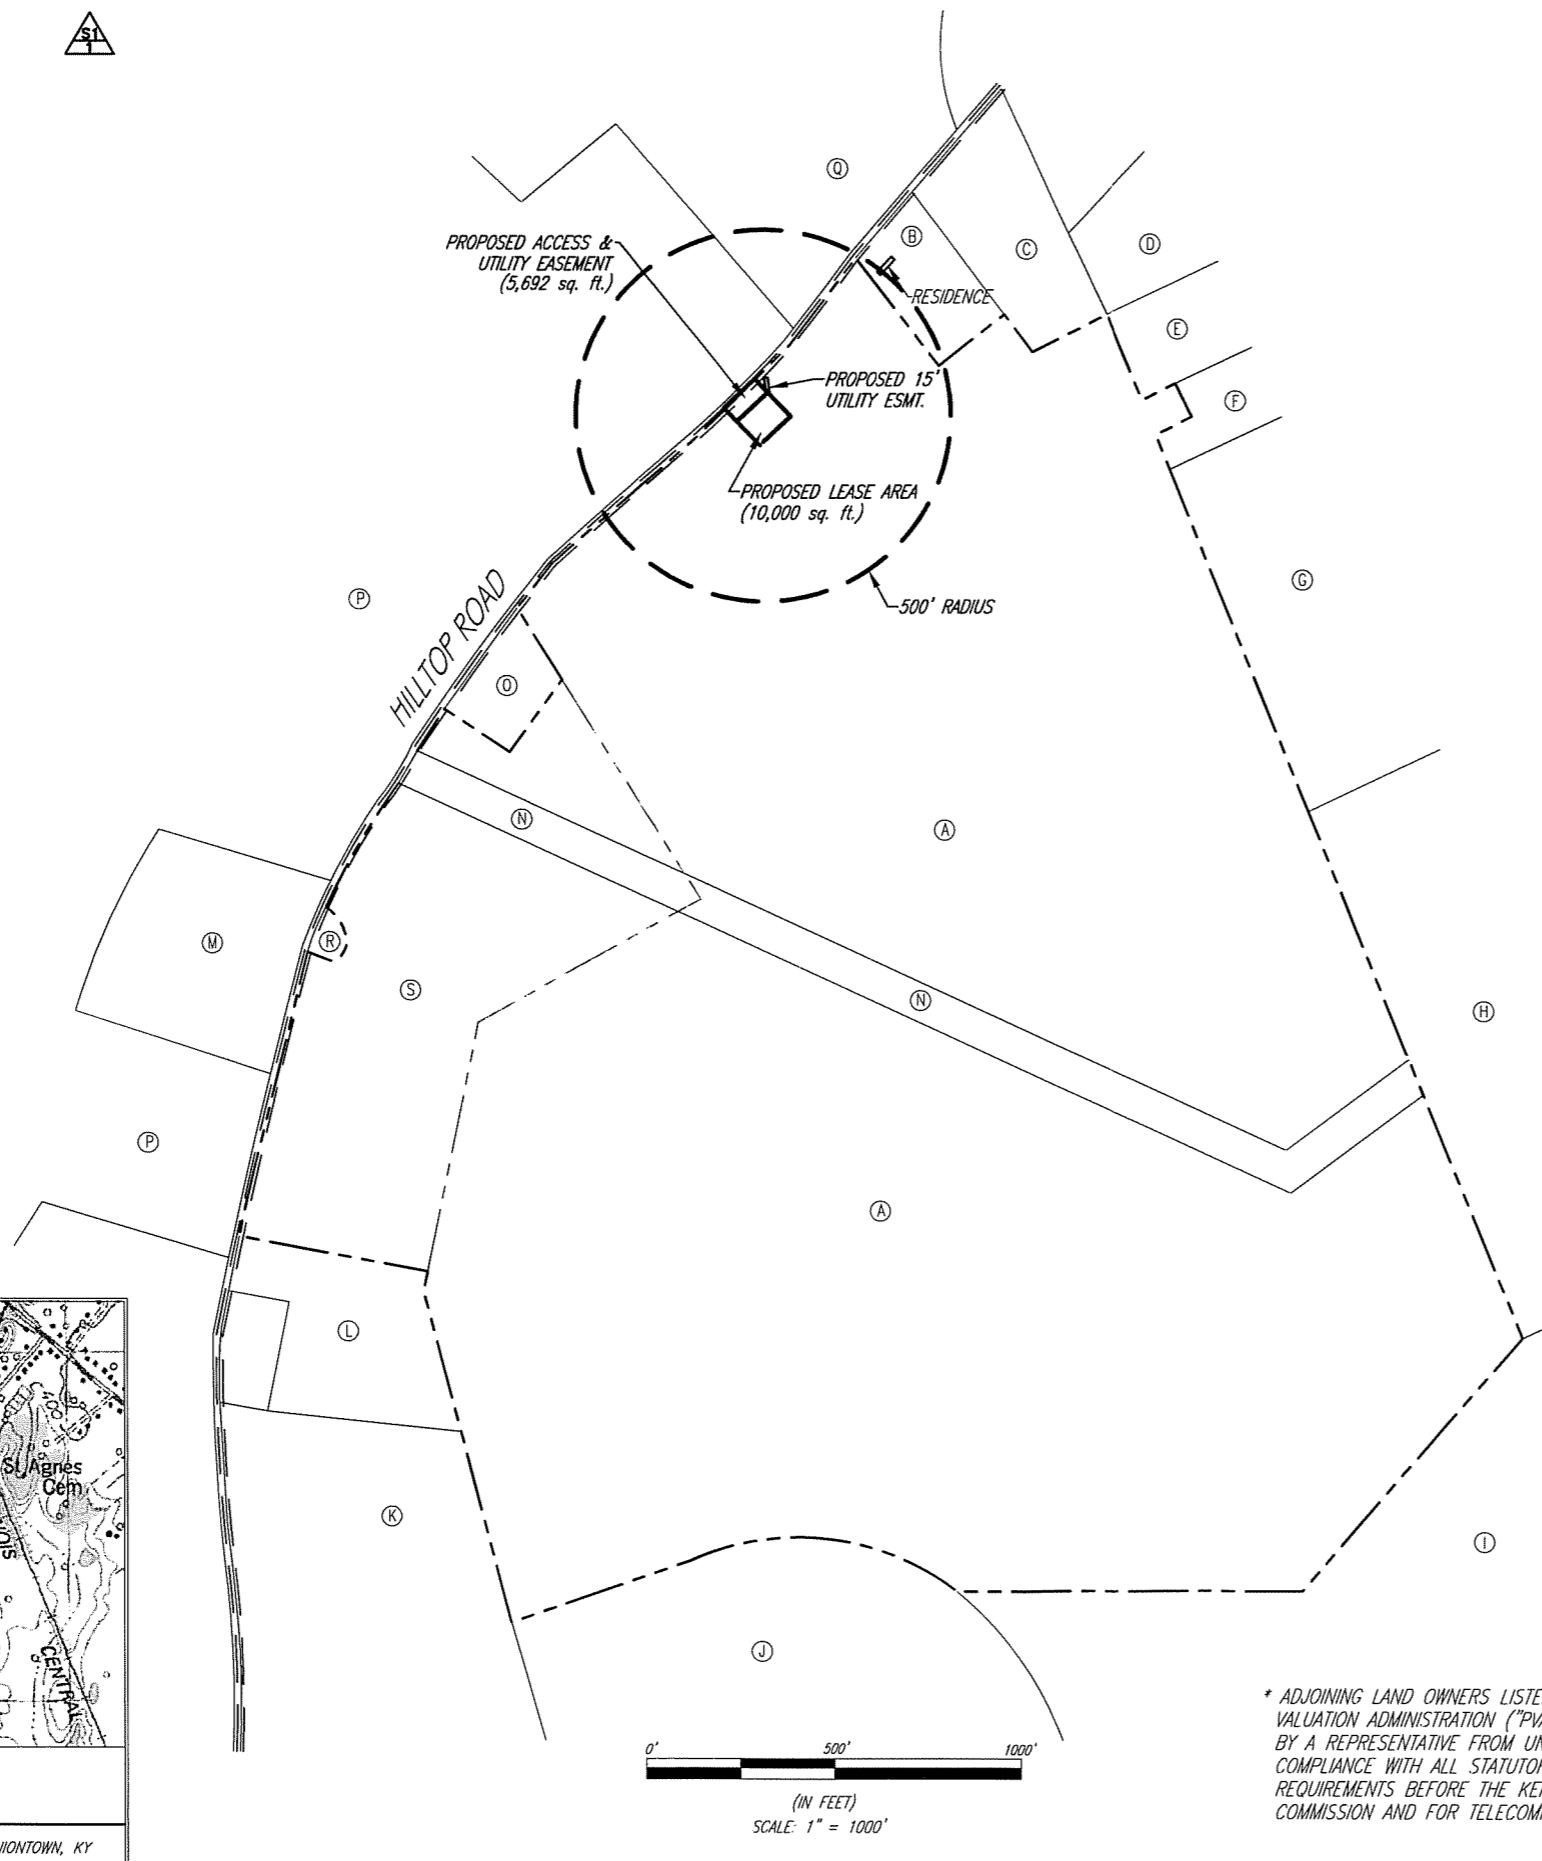 S1
1
Q
PROPOSED ACCESS &
UTILITY EASEMENT
(5,692 sq. ft.)
B
C
D
RESIDENCE
E
PROPOSED 15'
UTILITY ESMT.
F
PROPOSED LEASE AREA
(10,000 sq. ft.)
G
P
500' RADIUS
HILLTOP ROAD
O
N
A
M
R
S
N
H
P
A
L
St Agnes
Cem
K
I
CENTRAL
J
0' 500' 1000'
(IN FEET)
SCALE: 1" = 1000'
* ADJOINING LAND OWNERS LISTE
VALUATION ADMINISTRATION ("PV
BY A REPRESENTATIVE FROM UN
COMPLIANCE WITH ALL STATUTO
REQUIREMENTS BEFORE THE KE
COMMISSION AND FOR TELECOM
NIONTOWN, KY